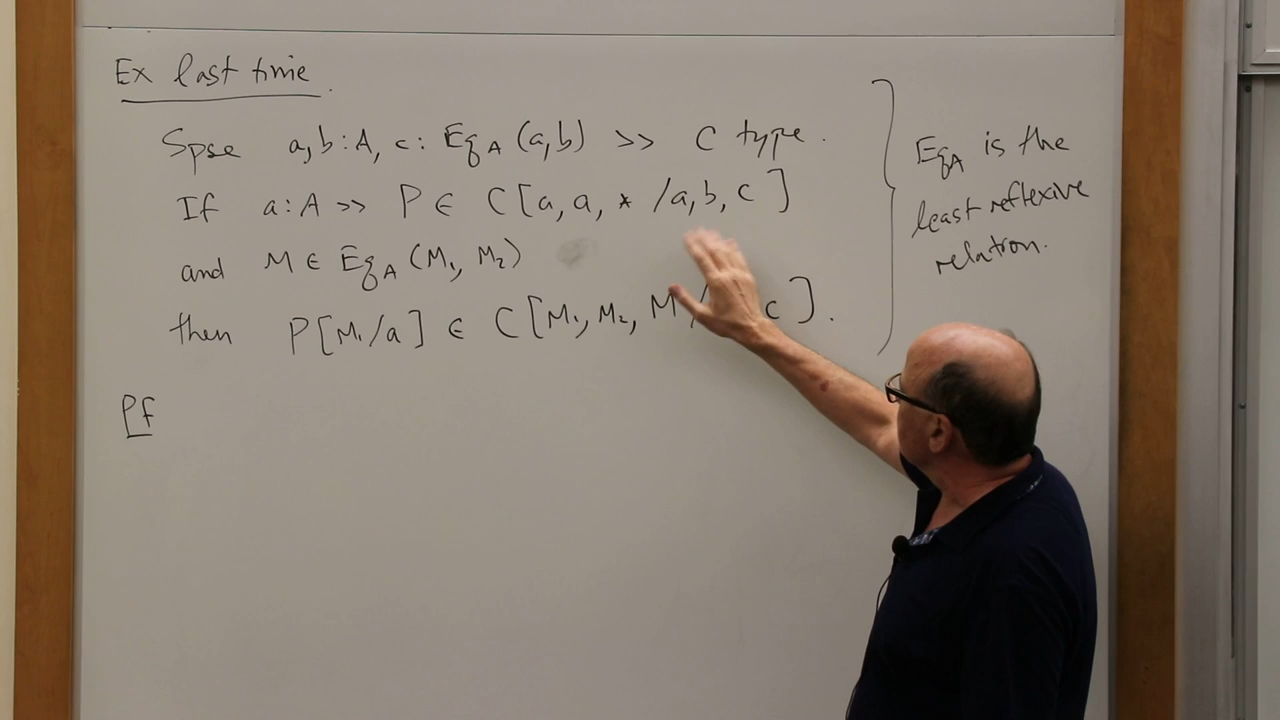 Ex last time.
Spse a,b:A, c: Eq_A (a,b) >> C type.
If a:A >> P ∈ C[a, a, * /a, b, c]
and M ∈ Eq_A (M₁, M₂)
then P[M₁/a] ∈ C[M₁, M₂, M / c].
Eq_A is the
least reflexive
relation.
Pf